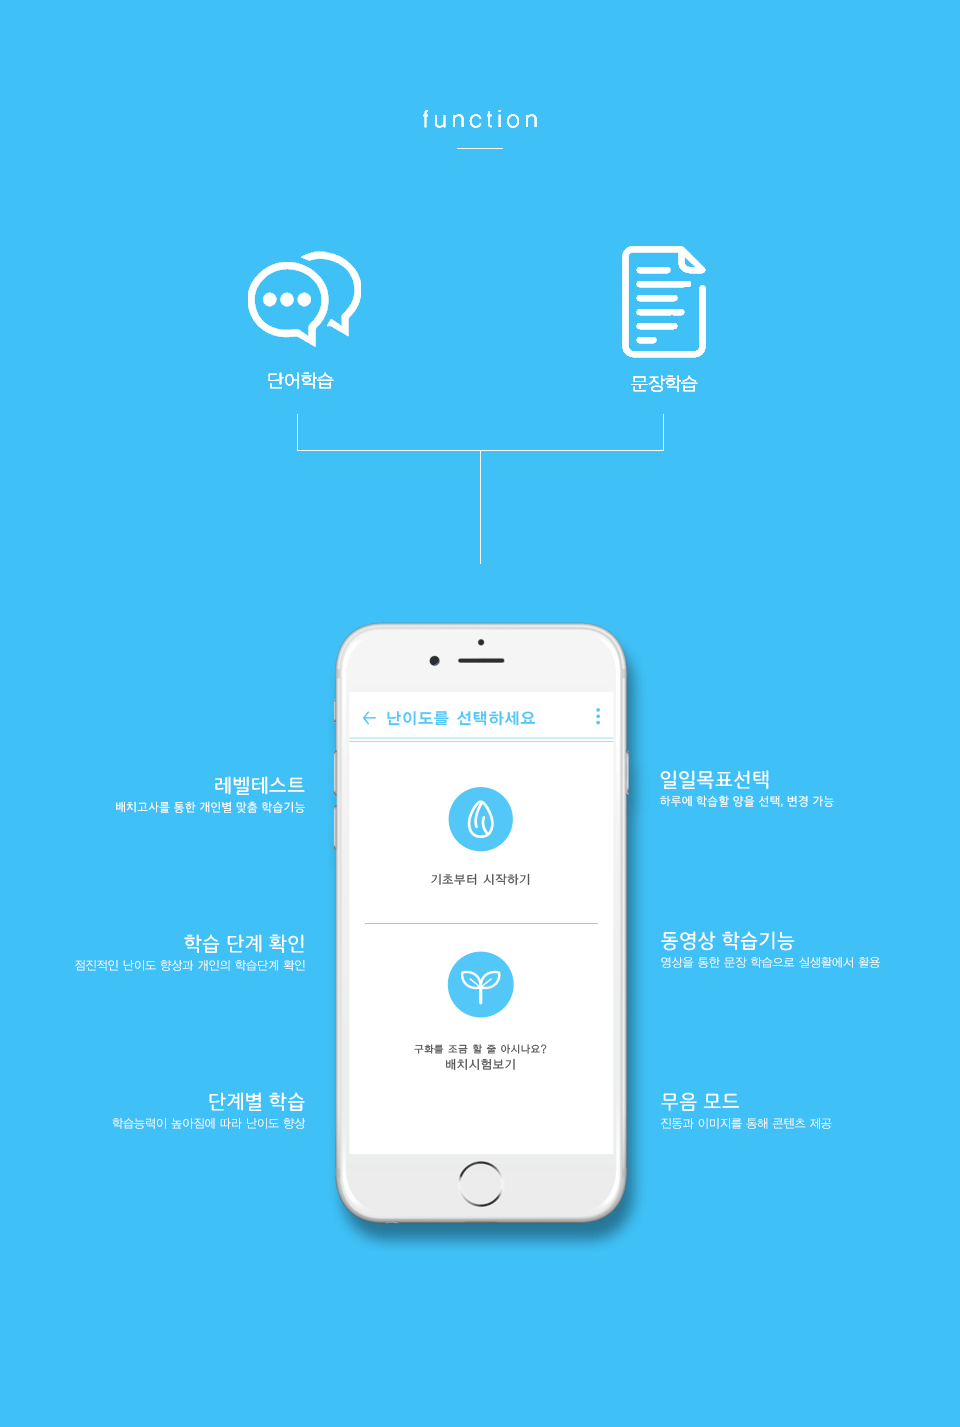 function
단어학습
문장학습
난이도를 선택하세요
기초부터 시작하기
구화를 조금 할 줄 아시나요?
배치시험보기
레벨테스트
배치고사를 통한 개인별 맞춤 학습기능
학습 단계 확인
점진적인 난이도 향상과 개인의 학습단계 확인
단계별 학습
학습능력이 높아짐에 따라 난이도 향상
일일목표선택
하루에 학습할 양을 선택, 변경 가능
동영상 학습기능
영상을 통한 문장 학습으로 실생활에서 활용
무음 모드
진동과 이미지를 통해 콘텐츠 제공